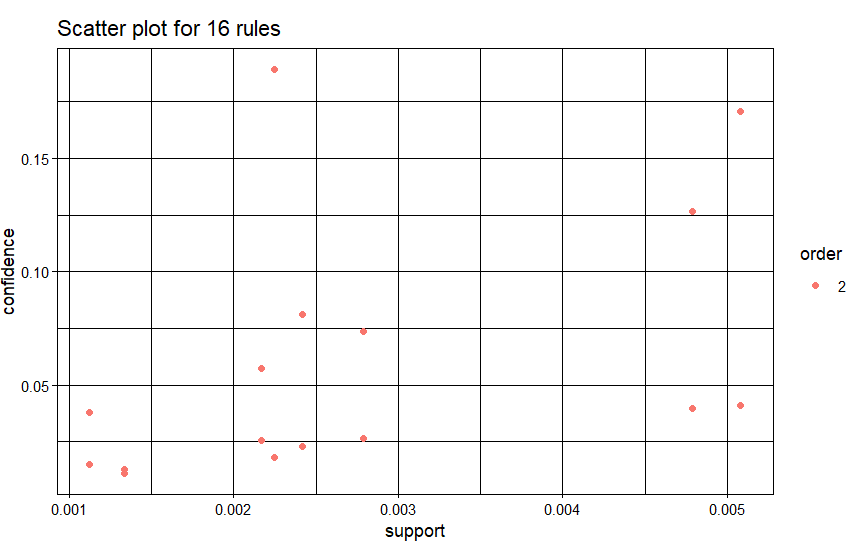 Scatter plot for 16 rules
confidence
0.15
0.10
0.05
0.001 0.002 0.003 0.004 0.005
support
order
2